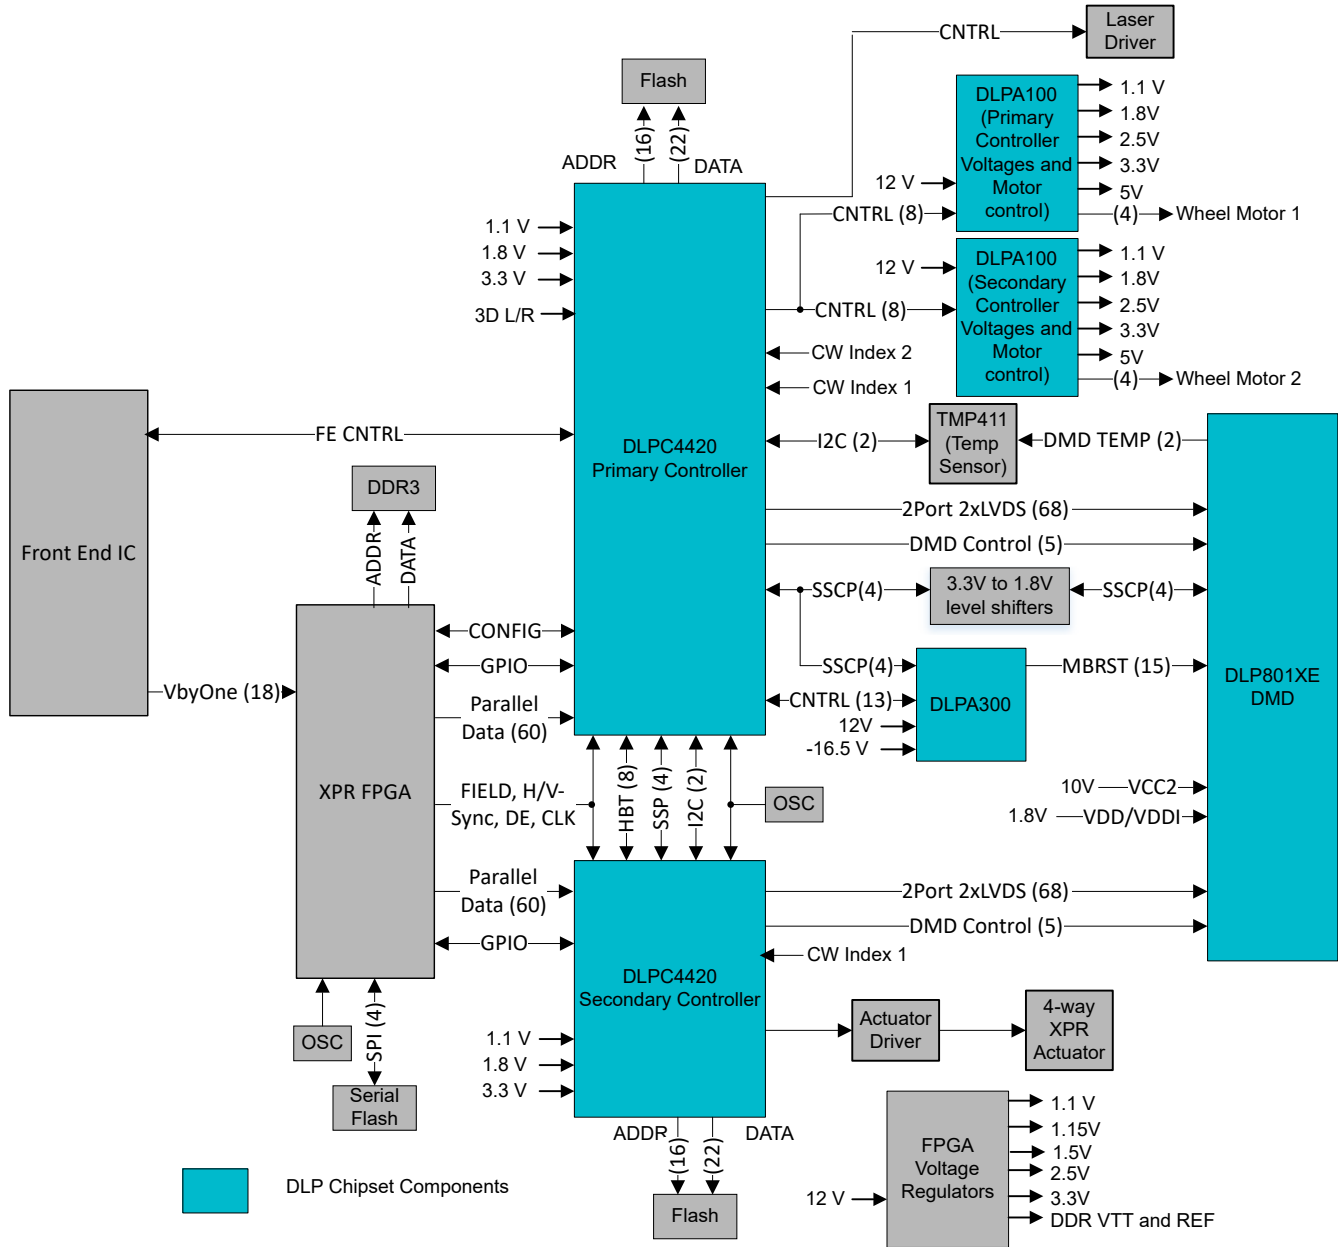 CNTRL
Laser
Driver
Flash
(16)
(22)
ADDR
DATA
DLPA100
(Primary
Controller
Voltages and
Motor
control)
1.1 V
1.8V
2.5V
3.3V
5V
(4)
Wheel Motor 1
12 V
CNTRL (8)
1.1 V
1.8 V
3.3 V
3D L/R
DLPA100
(Secondary
Controller
Voltages and
Motor
control)
1.1 V
1.8V
2.5V
3.3V
5V
(4)
Wheel Motor 2
12 V
CNTRL (8)
CW Index 2
CW Index 1
FE CNTRL
DLPC4420
Primary Controller
I2C (2)
TMP411
(Temp
Sensor)
DMD TEMP (2)
DDR3
ADDR
DATA
Front End IC
2Port 2xLVDS (68)
DMD Control (5)
SSCP(4)
3.3V to 1.8V
level shifters
SSCP(4)
CONFIG
GPIO
SSCP(4)
MBRST (15)
DLP801XE
DMD
VbyOne (18)
Parallel
Data (60)
CNTRL (13)
DLPA300
12V
-16.5 V
XPR FPGA
FIELD, H/V-
Sync, DE, CLK
HBT (8)
SSP (4)
I2C (2)
OSC
10V
VCC2
1.8V
VDD/VDDI
Parallel
Data (60)
2Port 2xLVDS (68)
DMD Control (5)
GPIO
CW Index 1
DLPC4420
Secondary Controller
OSC
SPI (4)
Serial
Flash
1.1 V
1.8 V
3.3 V
Actuator
Driver
4-way
XPR
Actuator
ADDR
(16)
(22)
DATA
Flash
FPGA
Voltage
Regulators
12 V
1.1 V
1.15V
1.5V
2.5V
3.3V
DDR VTT and REF
DLP Chipset Components